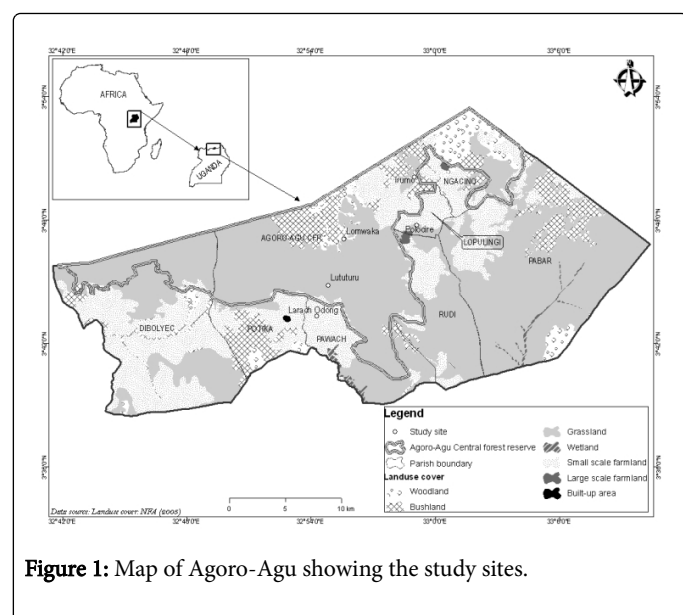 32°42'0"E 32°48'0"E 32°54'0"E 33°0'0"E 33°6'0"E
AFRICA
UGANDA
Irumo
NGACINO
AGORO-AGU CFR
Lomwaka
Polodire
LOPULINGI
PABAR
Lututuru
DIBOLYEC
POTIKA
Larach Odong
PAWACH
RUDI
Legend
Study site
Agoro-Agu Central forest reserve
Parish boundary
Landuse cover
Woodland
Bushland
Grassland
Wetland
Small scale farmland
Large scale farmland
Built-up area
Data source: Landuse cover: NFA (2005)
0 5 10 km
32°42'0"E 32°48'0"E 32°54'0"E 33°0'0"E 33°6'0"E
Figure 1: Map of Agoro-Agu showing the study sites.